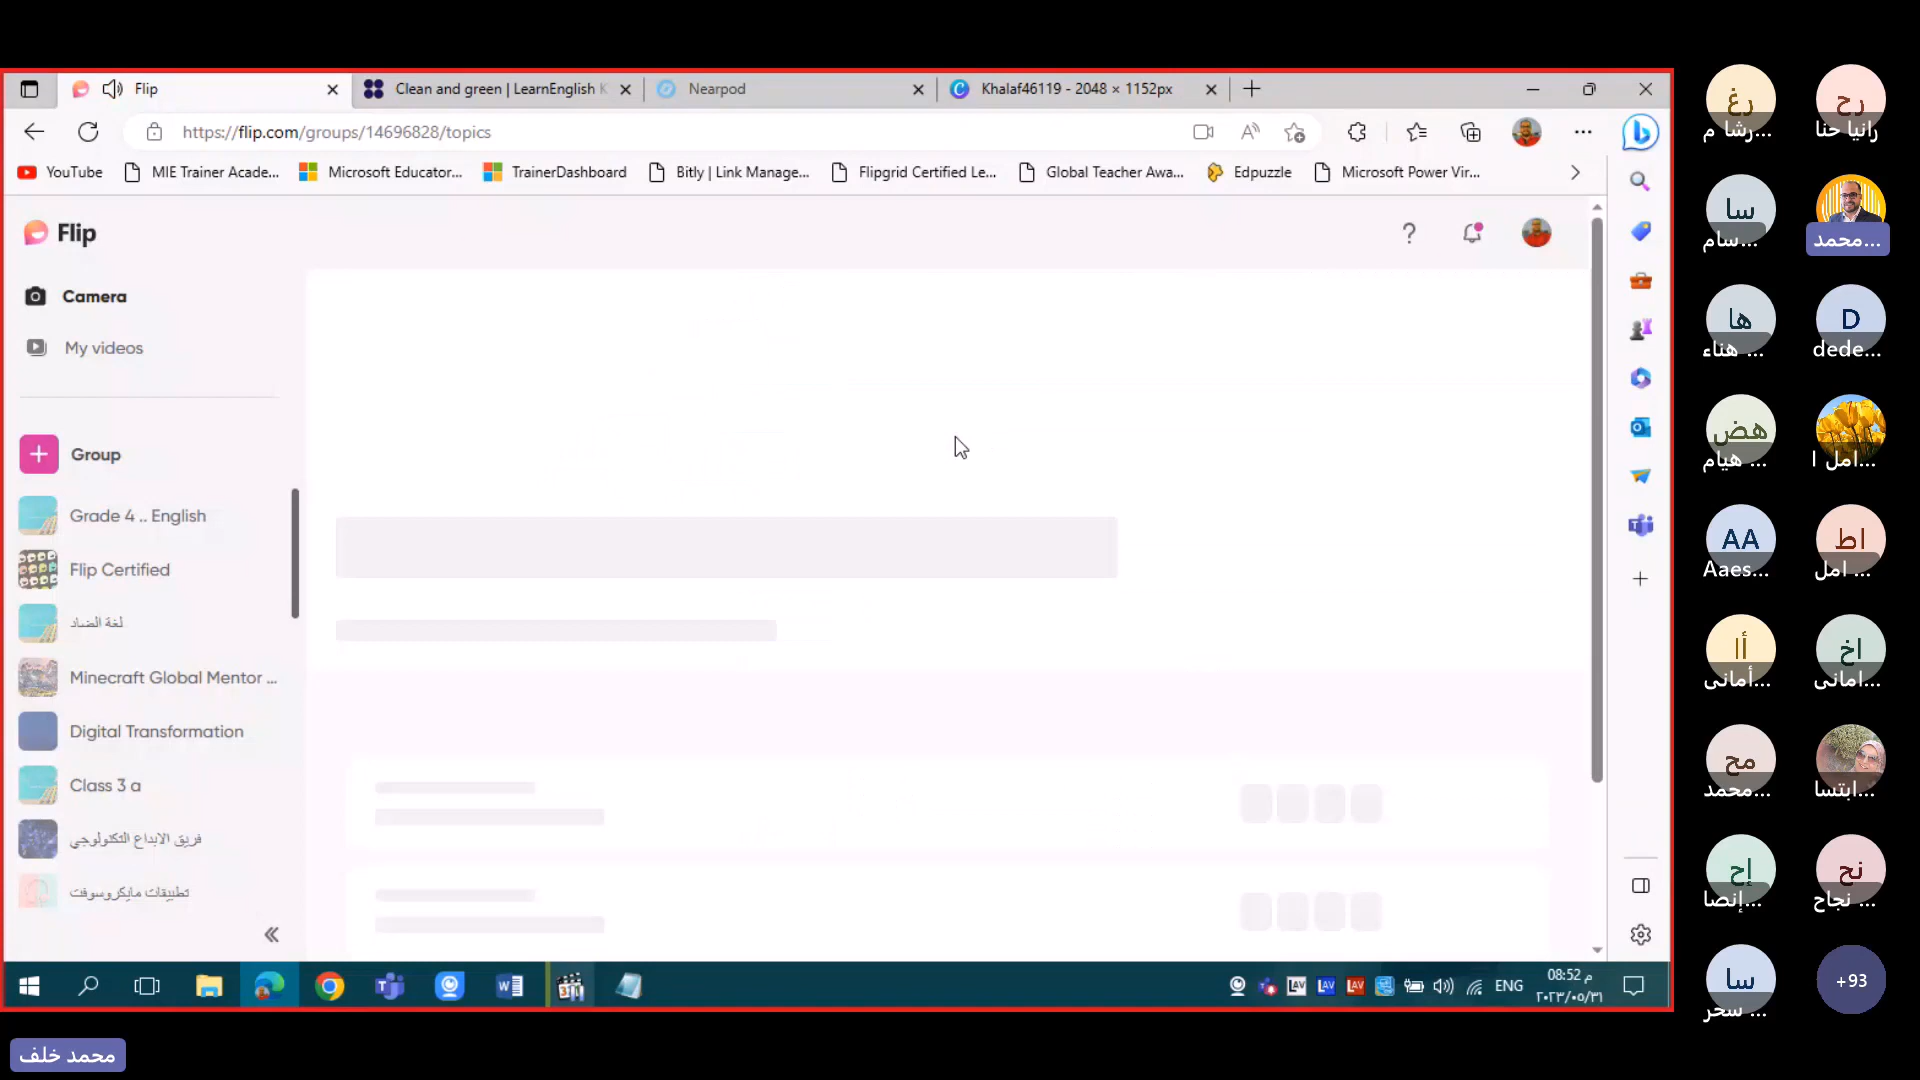 Flip
Clean and green | LearnEnglish K
Nearpod
Khalaf46119 - 2048 × 1152px
https://flip.com/groups/14696828/topics
YouTube
MIE Trainer Acade...
Microsoft Educator...
TrainerDashboard
Bitly | Link Manage...
Flipgrid Certified Le...
Global Teacher Awa...
Edpuzzle
Microsoft Power Vir...
Flip
Camera
My videos
Group
Grade 4 .. English
Flip Certified
لغة الضاد
Minecraft Global Mentor ...
Digital Transformation
Class 3 a
فريق الابداع التكنولوجي
تطبيقات مايكروسوفت
ENG
08:52 م
٢٠٢٣/٠٥/٣١
رغ
رشا م...
رح
رانيا حنا
سا
سام...
محمد...
ها
هناء ...
D
dede...
هض
هيام ...
امل ا...
AA
Aaes...
اط
امل ...
أا
أمانى...
اخ
امانى...
مح
محمد...
ابتسا...
إح
إنصا...
نح
نجاح ...
سا
سحر ...
+93
محمد خلف